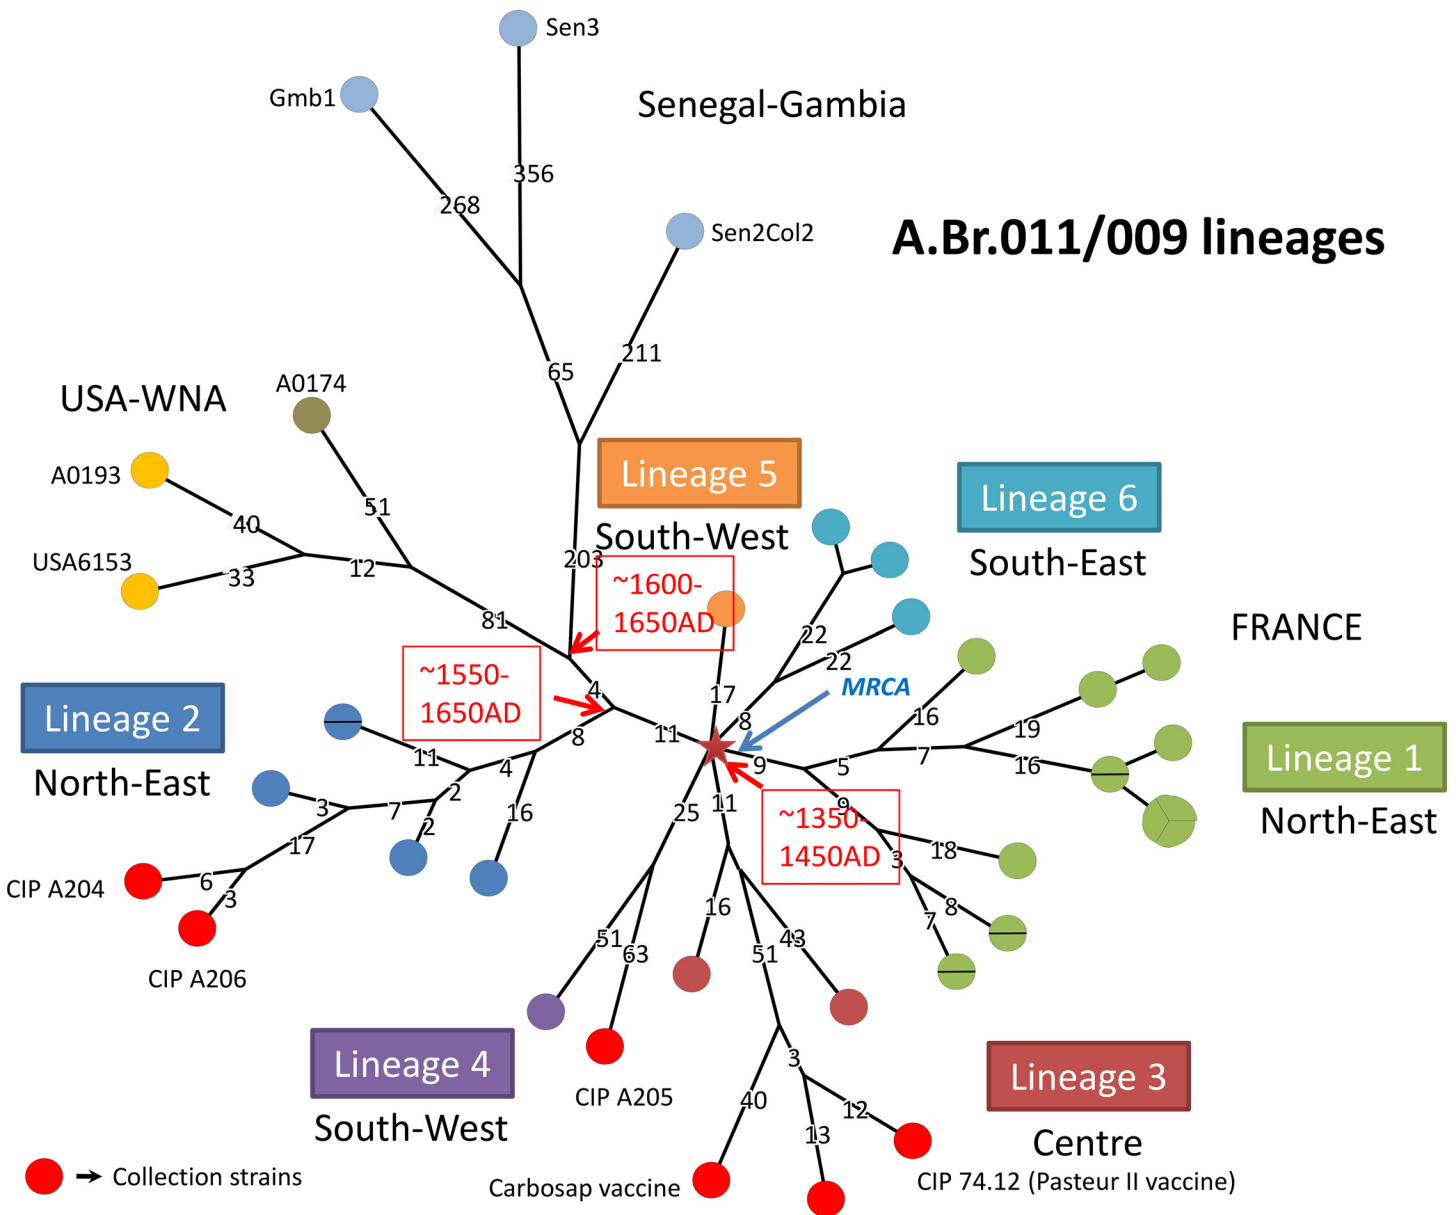 Sen3
Gmb1
Senegal-Gambia
356
268
Sen2Col2
A.Br.011/009 lineages
211
65
A0174
USA-WNA
A0193
Lineage 5
51
40
Lineage 6
South-West
USA6153
203
South-East
12
33
~1600-
1650AD
81
FRANCE
22
22
~1550-
1650AD
4
MRCA
17
Lineage 2
8
16
19
11
8
North-East
11
4
9
5
7
16
Lineage 1
3
7
2
16
25
11
~1350-
1450AD
9
North-East
2
17
18
3
CIP A204
6
3
8
7
16
51
63
51
43
CIP A206
Lineage 4
3
Lineage 3
CIP A205
40
12
13
South-West
Centre
Collection strains
Carbosap vaccine
CIP 74.12 (Pasteur II vaccine)